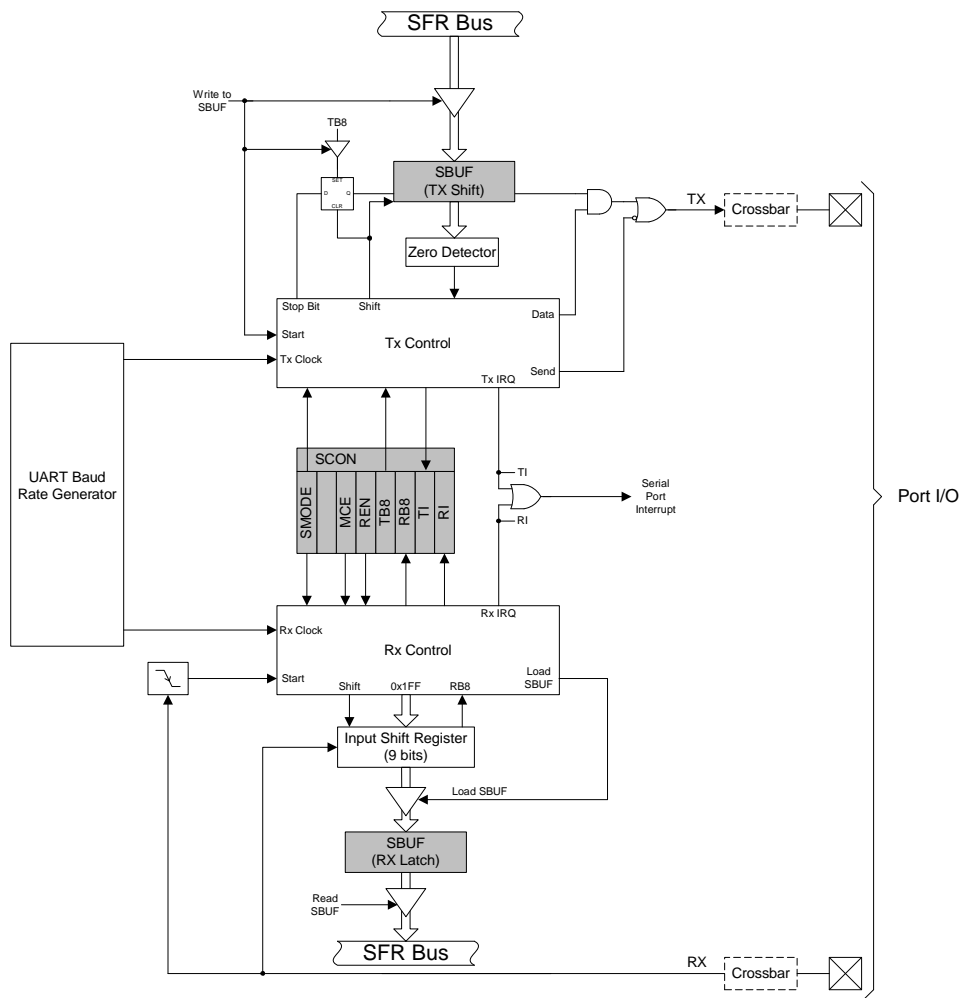 SFR Bus
Write to
SBUF
TB8
SET
D
Q
CLR
SBUF
(TX Shift)
TX
Crossbar
Zero Detector
Stop Bit
Shift
Data
Start
Tx Control
Tx Clock
Send
Tx IRQ
UART Baud
Rate Generator
SCON
SMODE
MCE
REN
TB8
RB8
TI
RI
TI
RI
Serial
Port
Interrupt
Port I/O
Rx IRQ
Rx Clock
Rx Control
Start
Load
SBUF
Shift
0x1FF
RB8
Input Shift Register
(9 bits)
Load SBUF
SBUF
(RX Latch)
Read
SBUF
SFR Bus
RX
Crossbar